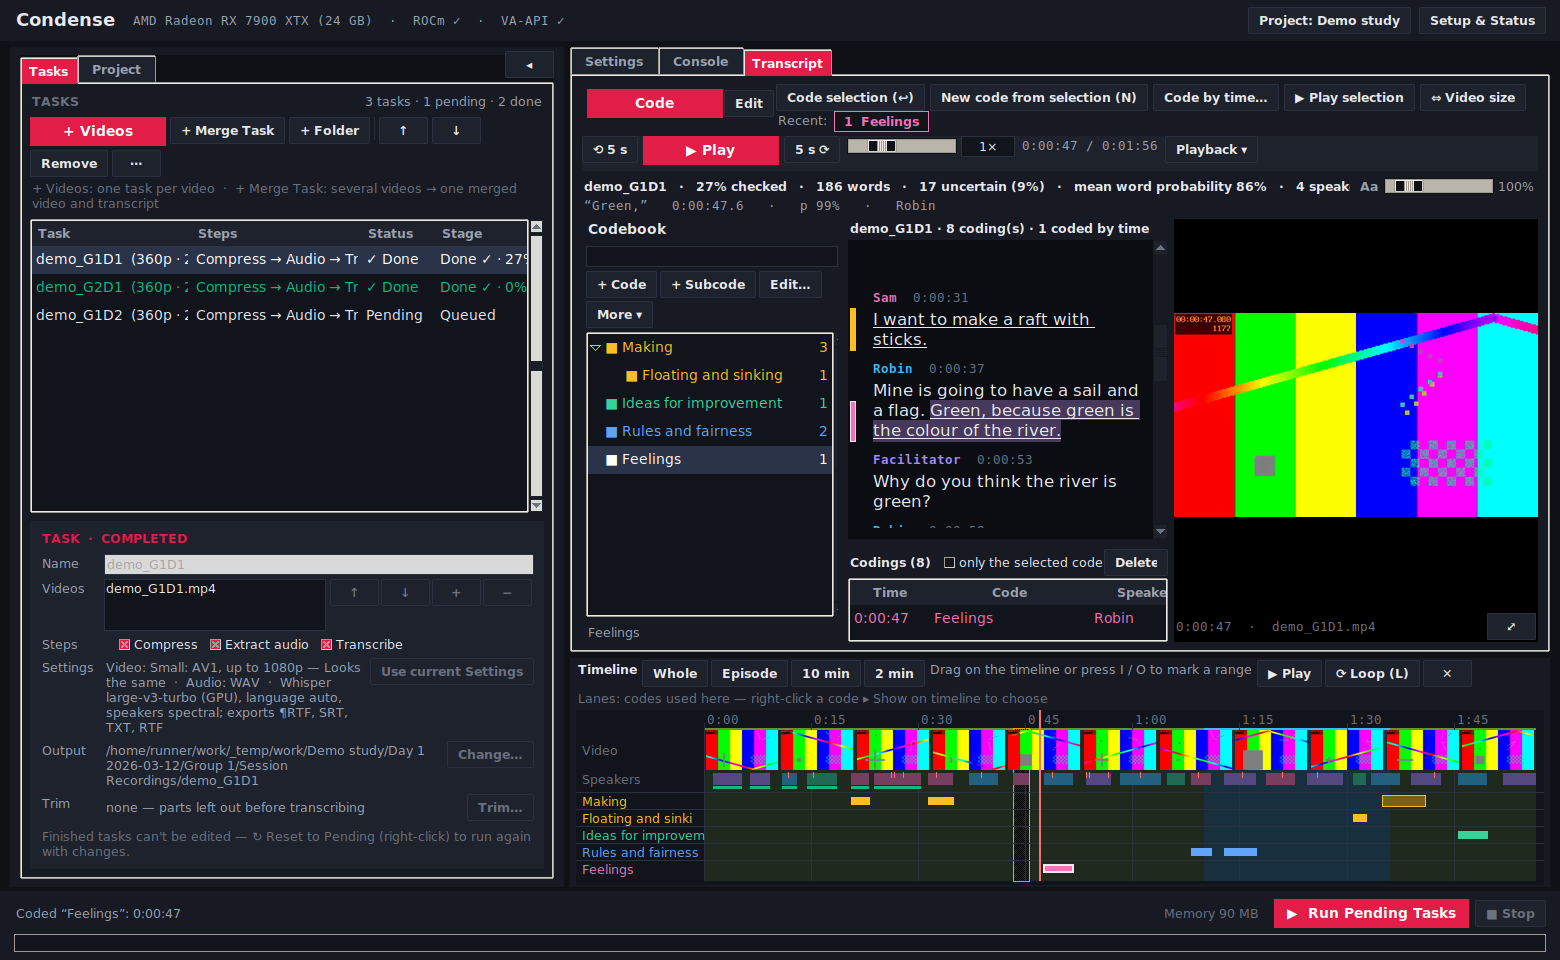 Condense AMD Radeon RX 7900 XTX (24 GB) · ROCm ✓ · VA-API ✓ Project: Demo study Setup & Status
Tasks Project ◂
TASKS 3 tasks · 1 pending · 2 done
+ Videos + Merge Task + Folder ↑ ↓
Remove ⋯
+ Videos: one task per video · + Merge Task: several videos → one merged
video and transcript
Task Steps Status Stage
demo_G1D1 (360p · 2 Compress → Audio → Tr ✓ Done Done ✓ · 27%
demo_G2D1 (360p · 2 Compress → Audio → Tr ✓ Done Done ✓ · 0%
demo_G1D2 (360p · 2 Compress → Audio → Tr Pending Queued
TASK · COMPLETED
Name demo_G1D1
Videos demo_G1D1.mp4 ↑ ↓ + −
Steps Compress Extract audio Transcribe
Settings Video: Small: AV1, up to 1080p — Looks
the same · Audio: WAV · Whisper
large-v3-turbo (GPU), language auto,
speakers spectral; exports ¶RTF, SRT,
TXT, RTF
Use current Settings
Output /home/runner/work/_temp/work/Demo study/Day 1
2026-03-12/Group 1/Session
Recordings/demo_G1D1
Change…
Trim none — parts left out before transcribing Trim…
Finished tasks can't be edited — ↻ Reset to Pending (right-click) to run again
with changes.
Settings Console Transcript
Code Edit Code selection (↩) New code from selection (N) Code by time… ▶ Play selection ⇔ Video size
Recent: 1 Feelings
⟲ 5 s ▶ Play 5 s ⟳ 1× 0:00:47 / 0:01:56 Playback ▾
demo_G1D1 · 27% checked · 186 words · 17 uncertain (9%) · mean word probability 86% · 4 speak Aa 100%
“Green,” 0:00:47.6 · p 99% · Robin
Codebook
+ Code + Subcode Edit…
More ▾
Making 3
Floating and sinking 1
Ideas for improvement 1
Rules and fairness 2
Feelings 1
Feelings
demo_G1D1 · 8 coding(s) · 1 coded by time
Sam 0:00:31
I want to make a raft with
sticks.
Robin 0:00:37
Mine is going to have a sail and
a flag. Green, because green is
the colour of the river.
Facilitator 0:00:53
Why do you think the river is
green?
Codings (8) only the selected code Delete
Time Code Speake
0:00:47 Feelings Robin
00:00:47.000
1177
0:00:47 · demo_G1D1.mp4 ⤢
Timeline Whole Episode 10 min 2 min Drag on the timeline or press I / O to mark a range ▶ Play ⟳ Loop (L) ✕
Lanes: codes used here — right-click a code ▸ Show on timeline to choose
0:00 0:15 0:30 0:45 1:00 1:15 1:30 1:45
Video
Speakers
Making
Floating and sinki
Ideas for improvem
Rules and fairness
Feelings
Coded “Feelings”: 0:00:47 Memory 90 MB ▶ Run Pending Tasks ■ Stop